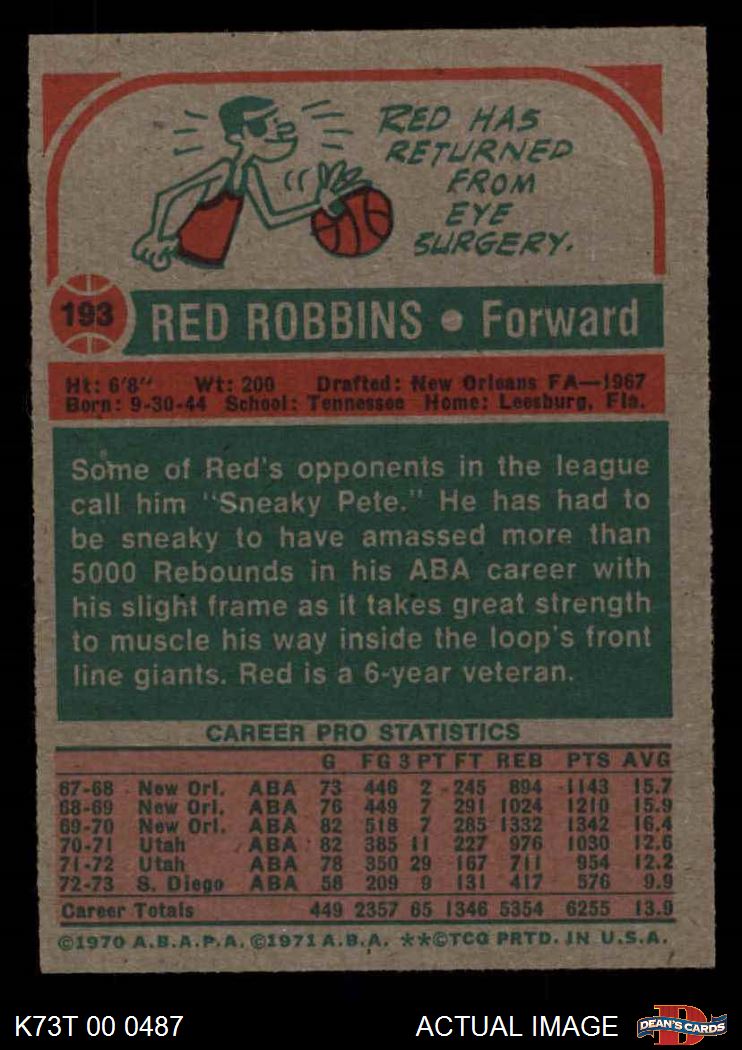 RED HAS
RETURNED
FROM
EYE
SURGERY.
193 RED ROBBINS • Forward
Ht: 6'8" Wt: 200 Drafted: New Orleans FA—1967
Born: 9-30-44 School: Tennessee Home: Leesburg, Fla.
Some of Red's opponents in the league
call him "Sneaky Pete." He has had to
be sneaky to have amassed more than
5000 Rebounds in his ABA career with
his slight frame as it takes great strength
to muscle his way inside the loop's front
line giants. Red is a 6-year veteran.
CAREER PRO STATISTICS
G FG 3 PT FT REB PTS AVG
67-68 New Orl. ABA 73 446 2 245 894 1143 15.7
68-69 New Orl. ABA 76 449 7 291 1024 1210 15.9
69-70 New Orl. ABA 82 518 7 285 1332 1342 16.4
70-71 Utah ABA 82 385 11 227 976 1030 12.6
71-72 Utah ABA 78 350 29 167 711 954 12.2
72-73 S. Diego ABA 58 209 9 131 417 576 9.9
Career Totals 449 2357 65 1346 5354 6255 13.9
©1970 A.B.A.P.A. ©1971 A.B.A. **©TCG PRTD. IN U.S.A.
K73T 00 0487 ACTUAL IMAGE DEAN'S CARDS